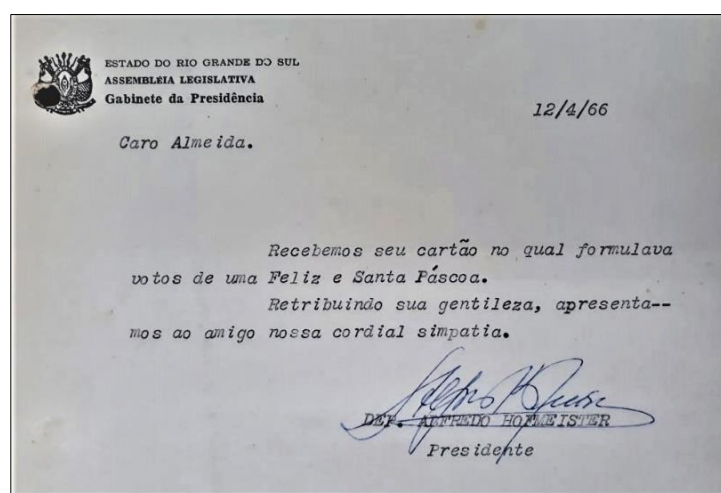 ESTADO DO RIO GRANDE DO SUL
ASSEMBLÉIA LEGISLATIVA
Gabinete da Presidência
12/4/66
Caro Almeida.
Recebemos seu cartão no qual formulava
votos de uma Feliz e Santa Páscoa.
Retribuindo sua gentileza, apresenta--
mos ao amigo nossa cordial simpatia.
DEP. ALFREDO HOFMEISTER
Presidente